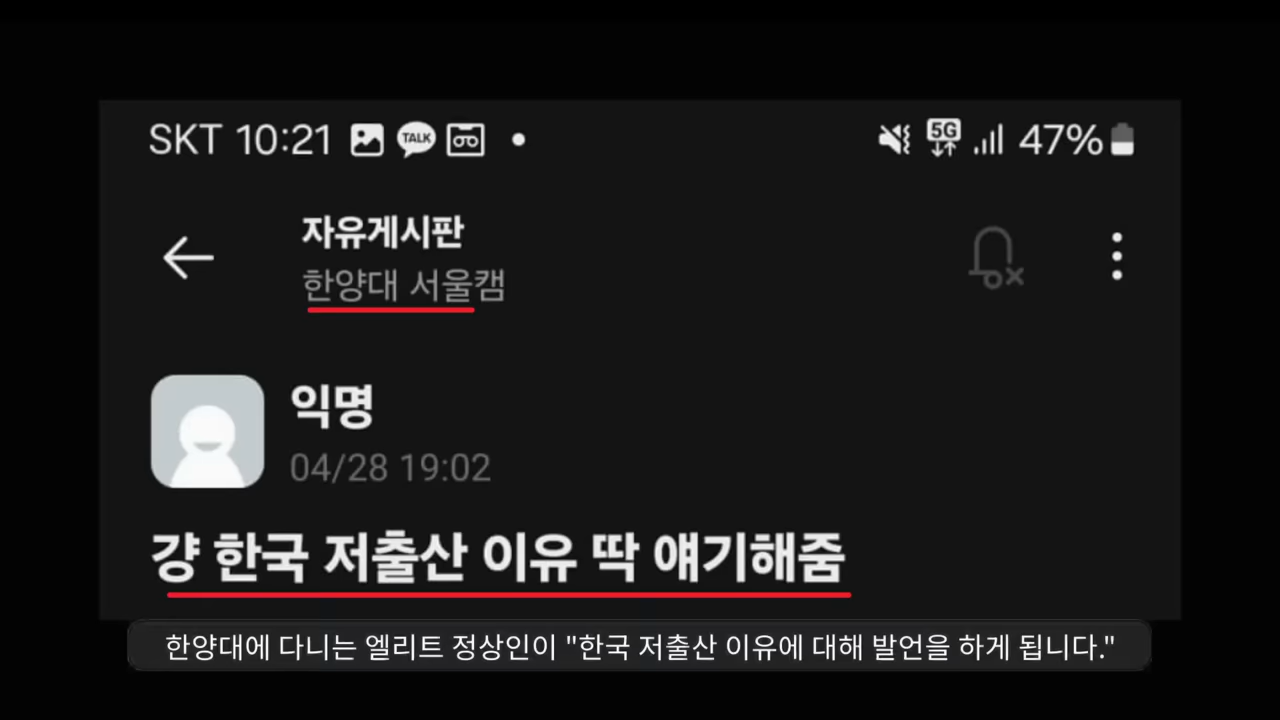 SKT 10:21 TALK 5G 47%
자유게시판
한양대 서울캠
익명
04/28 19:02
걍 한국 저출산 이유 딱 얘기해줌
한양대에 다니는 엘리트 정상인이 "한국 저출산 이유에 대해 발언을 하게 됩니다."